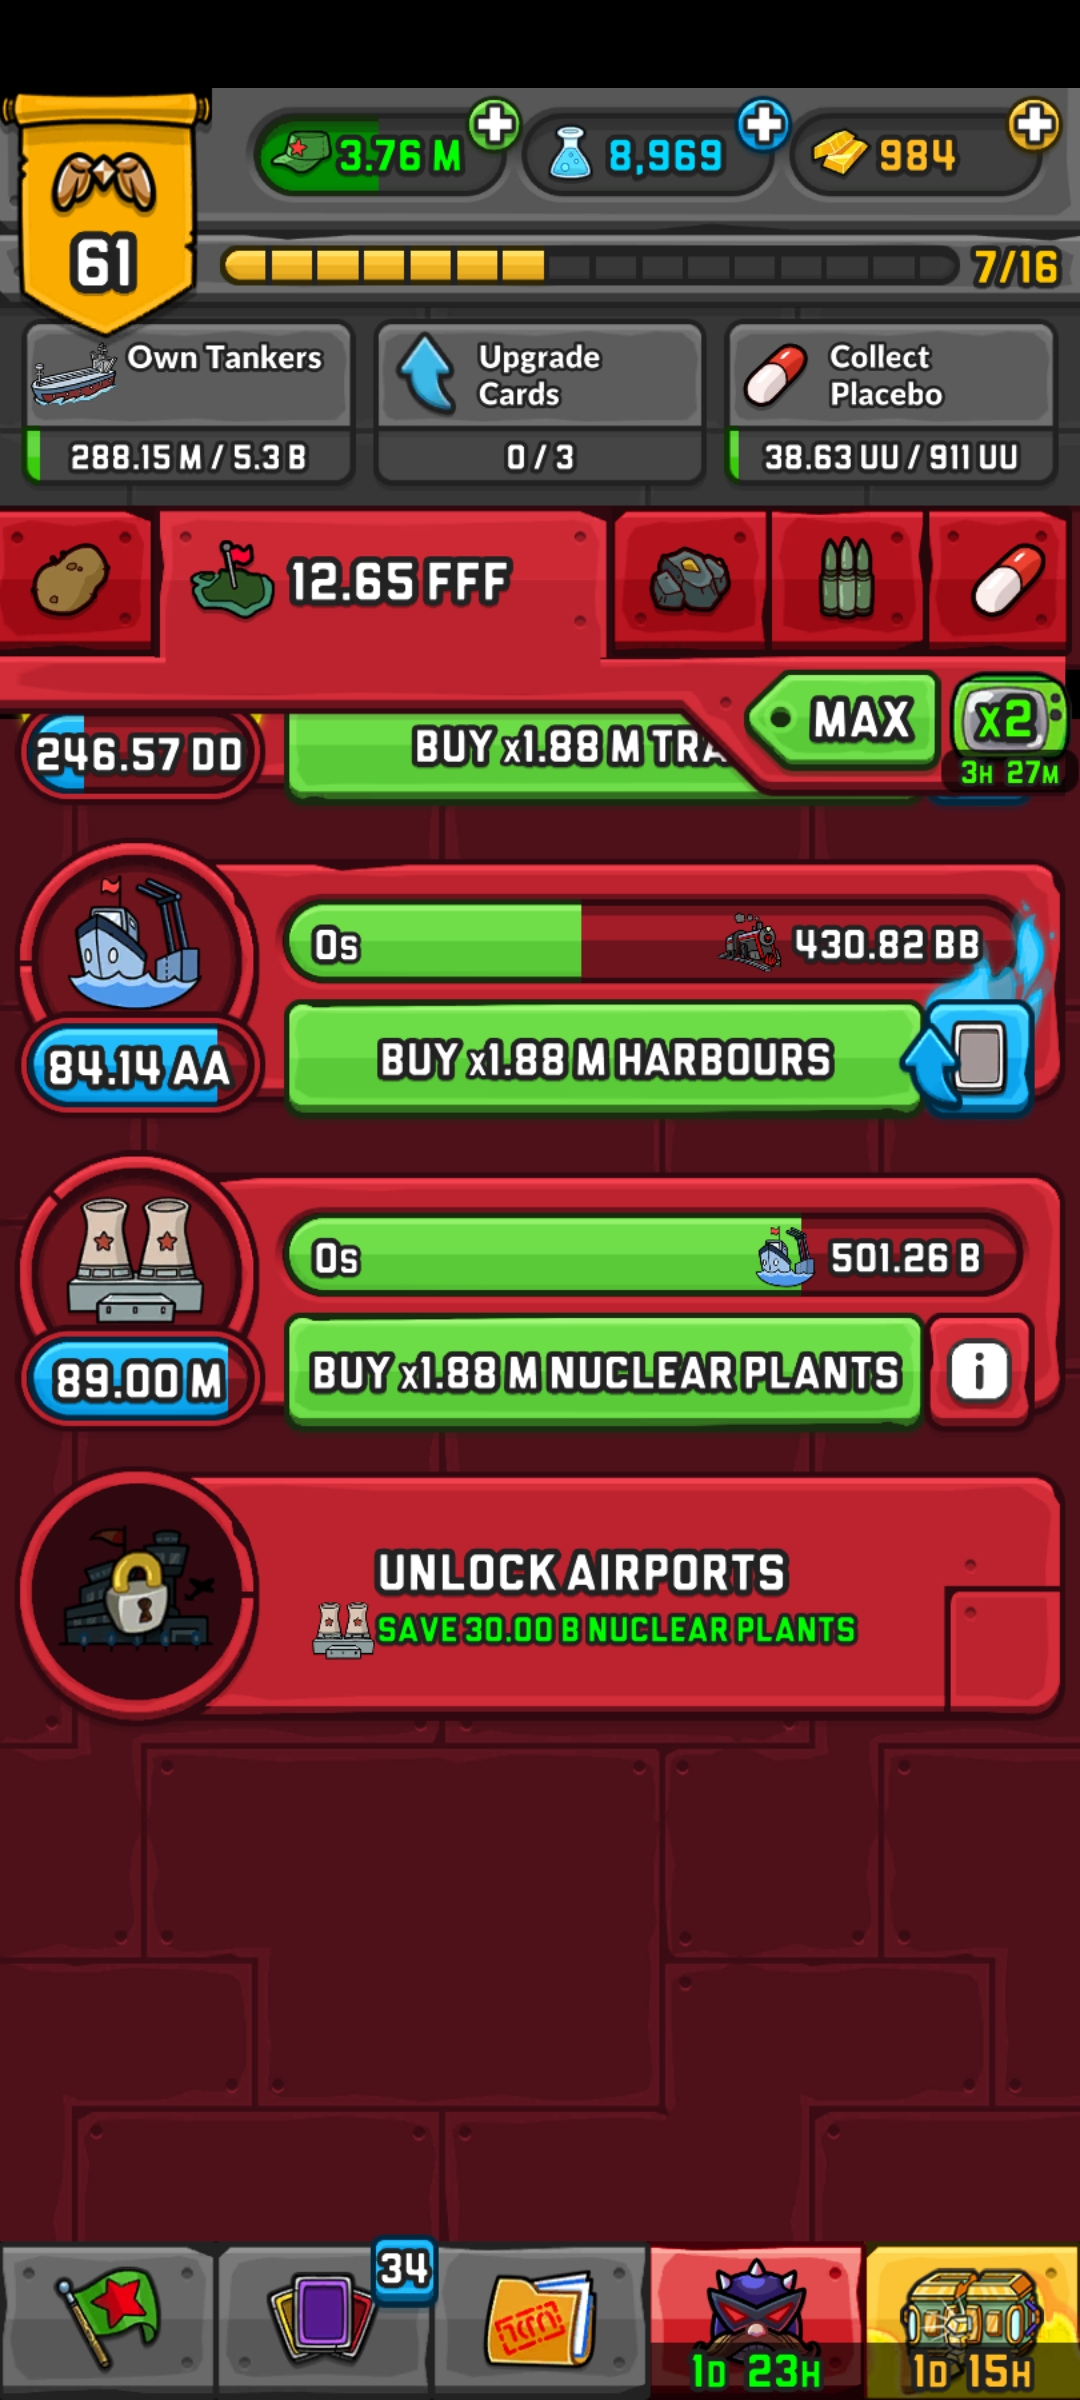 3.76 M
8,969
984
61
7/16
Own Tankers
288.15 M / 5.3 B
Upgrade
Cards
0 / 3
Collect
Placebo
38.63 UU / 911 UU
12.65 FFF
MAX
x2
3H 27M
246.57 DD
BUY x1.88 M TRA
0s
430.82 BB
84.14 AA
BUY x1.88 M HARBOURS
0s
501.26 B
89.00 M
BUY x1.88 M NUCLEAR PLANTS
i
UNLOCK AIRPORTS
SAVE 30.00 B NUCLEAR PLANTS
34
1D 23H
1D 15H